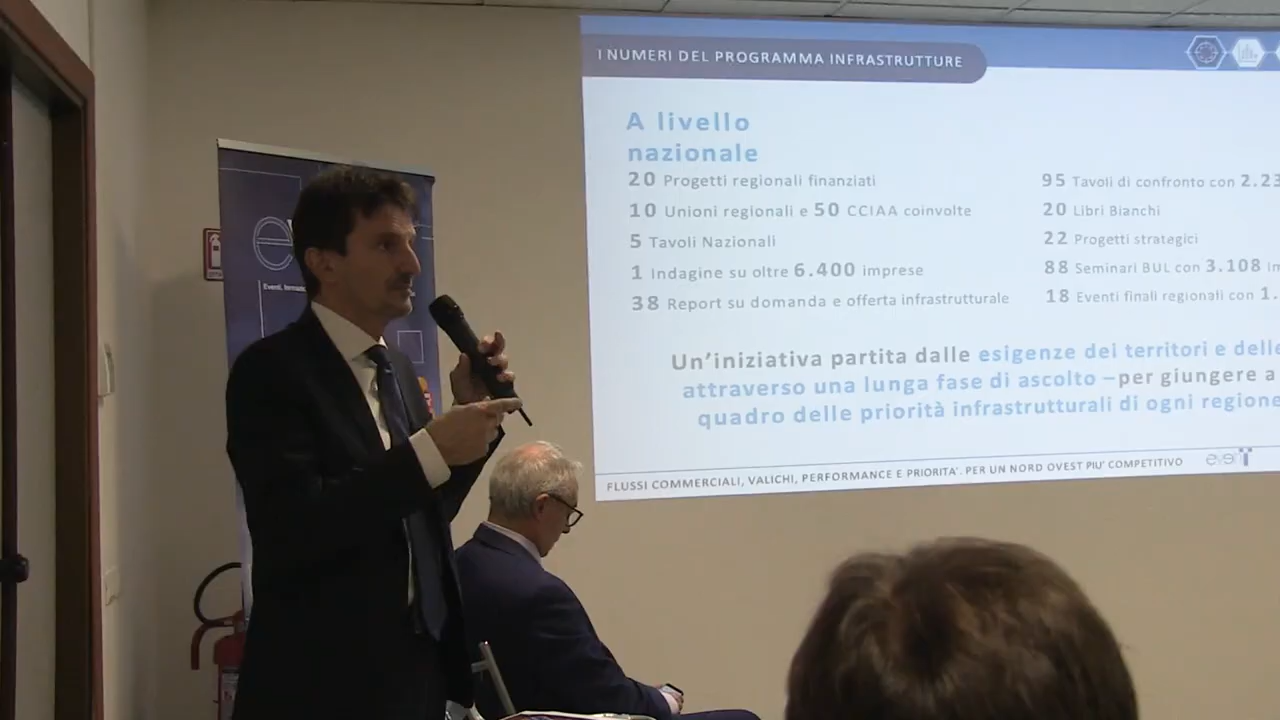 I NUMERI DEL PROGRAMMA INFRASTRUTTURE
A livello
nazionale
20 Progetti regionali finanziati
10 Unioni regionali e 50 CCIAA coinvolte
5 Tavoli Nazionali
1 Indagine su oltre 6.400 imprese
38 Report su domanda e offerta infrastrutturale
95 Tavoli di confronto con 2.23
20 Libri Bianchi
22 Progetti strategici
88 Seminari BUL con 3.108
18 Eventi finali regionali con 1.
Un'iniziativa partita dalle esigenze dei territori e delle
attraverso una lunga fase di ascolto –per giungere a
quadro delle priorità infrastrutturali di ogni regione
FLUSSI COMMERCIALI, VALICHI, PERFORMANCE E PRIORITA'. PER UN NORD OVEST PIU' COMPETITIVO
Eventi,